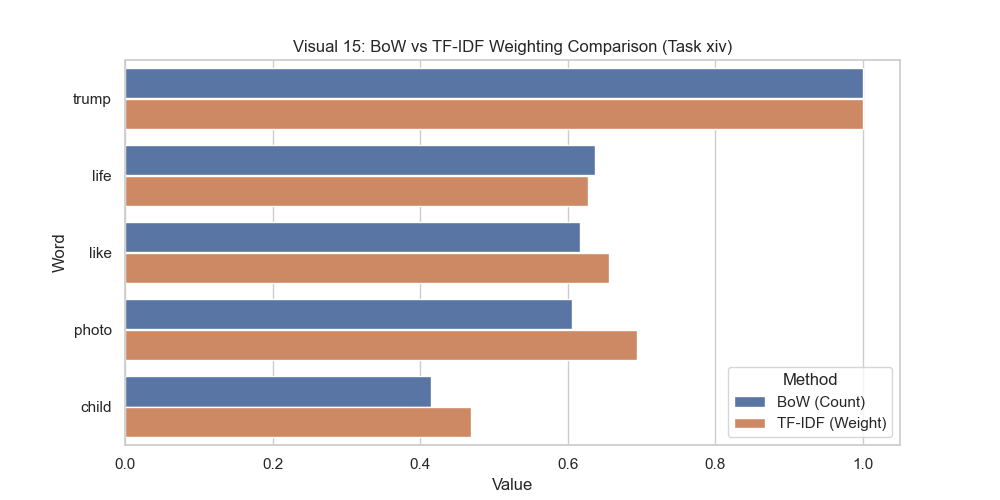 Visual 15: BoW vs TF-IDF Weighting Comparison (Task xiv)
trump
life
like
photo
child
Word
0.0 0.2 0.4 0.6 0.8 1.0
Value
Method
BoW (Count)
TF-IDF (Weight)